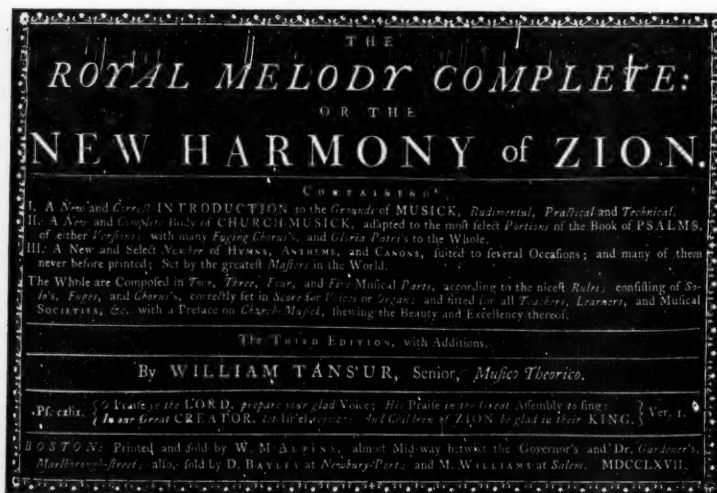 THE
ROYAL MELODY COMPLETE:
OR THE
NEW HARMONY of ZION.
CONTAINING,
I. A New and Correct INTRODUCTION to the Grounds of MUSICK, Rudimental, Practical and Technical.
II. A New and Complete Body of CHURCH-MUSICK, adapted to the most select Portions of the Book of PSALMS,
of either Versions; with many Fuging Chorus's, and Gloria Patri's to the Whole.
III. A New and Select Number of HYMNS, ANTHEMS, and CANONS, suited to several Occasions; and many of them
never before printed; Set by the greatest Masters in the World.
The Whole are Composed in Two, Three, Four, and Five Musical Parts, according to the nicest Rules; consisting of So-
lo's, Fuges, and Chorus's, correctly set in Score for Voices or Organ: and fitted for all Teachers, Learners, and Musical
SOCIETIES, &c. with a Preface on Church-Musick, shewing the Beauty and Excellency thereof.
The THIRD EDITION, with Additions.
By WILLIAM TANS'UR, Senior, Musico Theorico.
Psf. cxlix. { O Praise ye the LORD, prepare your glad Voice; His Praise in the Great Assembly to sing: } Ver. 1.
In our Great CREATOR, let Isr'el rejoice; And Children of ZION be glad in their KING.
BOSTON: Printed and sold by W. M'ALPINE, almost Mid-way betwixt the Governor's and Dr. Gardener's,
Marlborough-street; also, sold by D. BAYLEY at Newbury-Port; and M. WILLIAMS at Salem. MDCCLXVII.